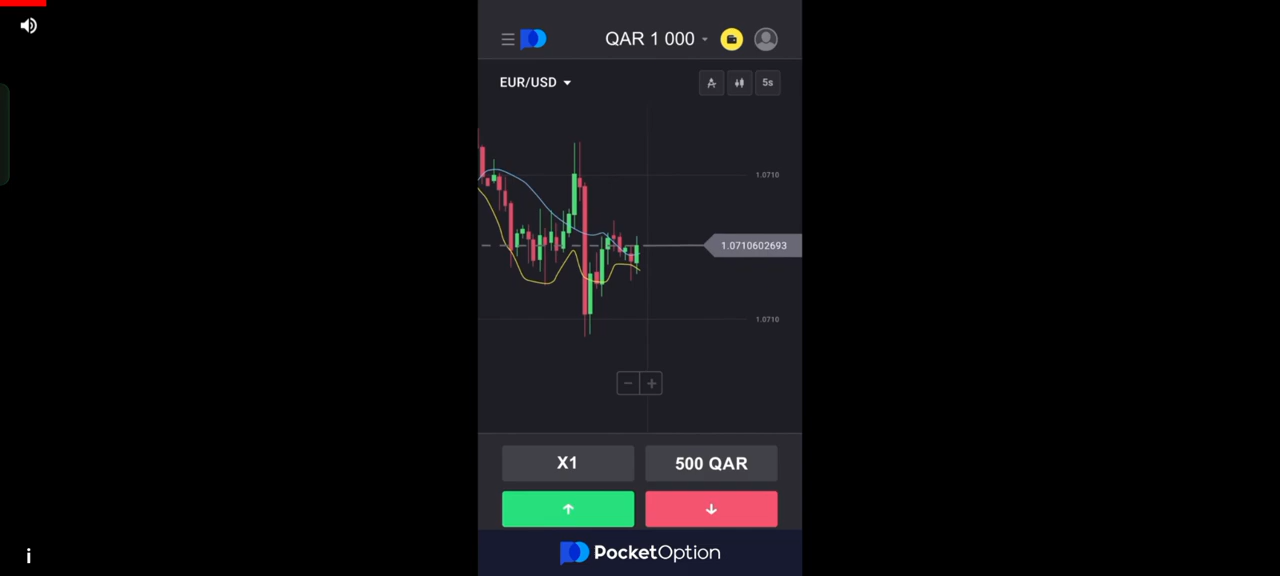 QAR 1 000
EUR/USD
5s
1.0710
1.0710602693
1.0710
− +
X1
500 QAR
PocketOption
i